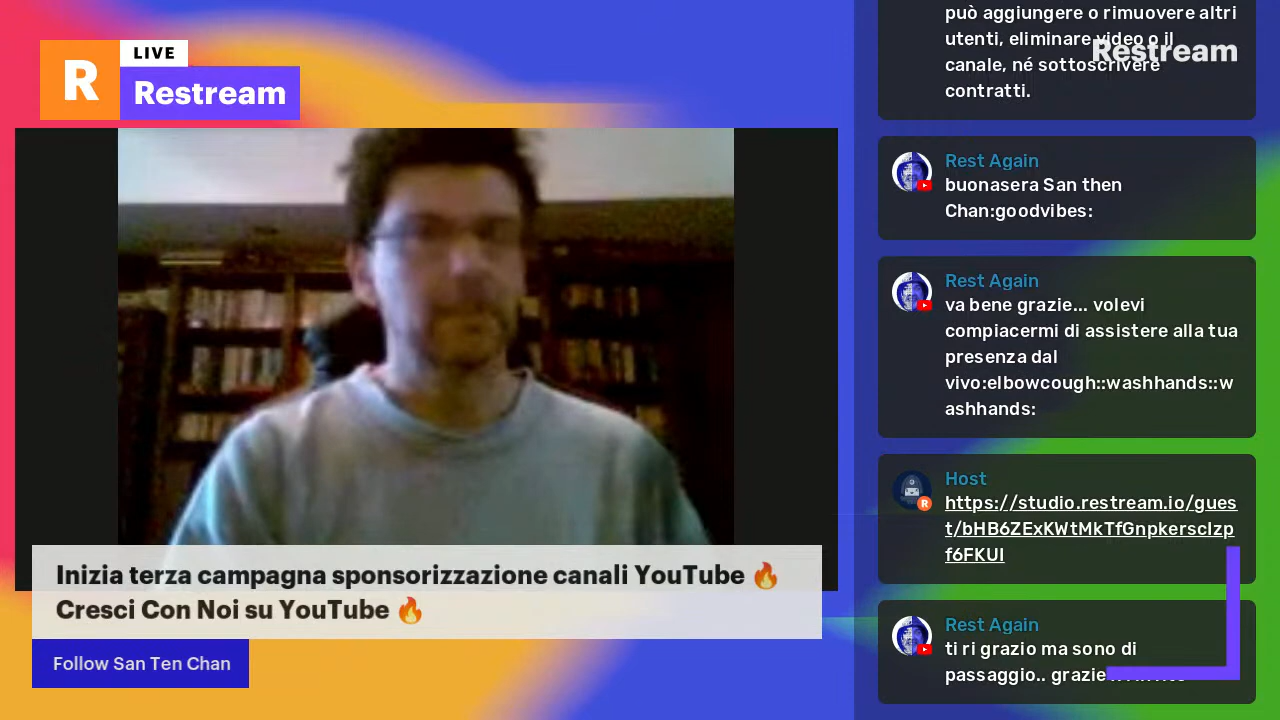 R
LIVE
Restream
Inizia terza campagna sponsorizzazione canali YouTube 🔥
Cresci Con Noi su YouTube 🔥
Follow San Ten Chan
Restream
può aggiungere o rimuovere altri
utenti, eliminare video o il
canale, né sottoscrivere
contratti.
Rest Again
buonasera San then
Chan:goodvibes:
Rest Again
va bene grazie... volevi
compiacermi di assistere alla tua
presenza dal
vivo:elbowcough::washhands::w
ashhands:
Host
https://studio.restream.io/gues
t/bHB6ZExKWtMkTfGnpkersclzp
f6FKUI
Rest Again
ti ri grazio ma sono di
passaggio.. grazie